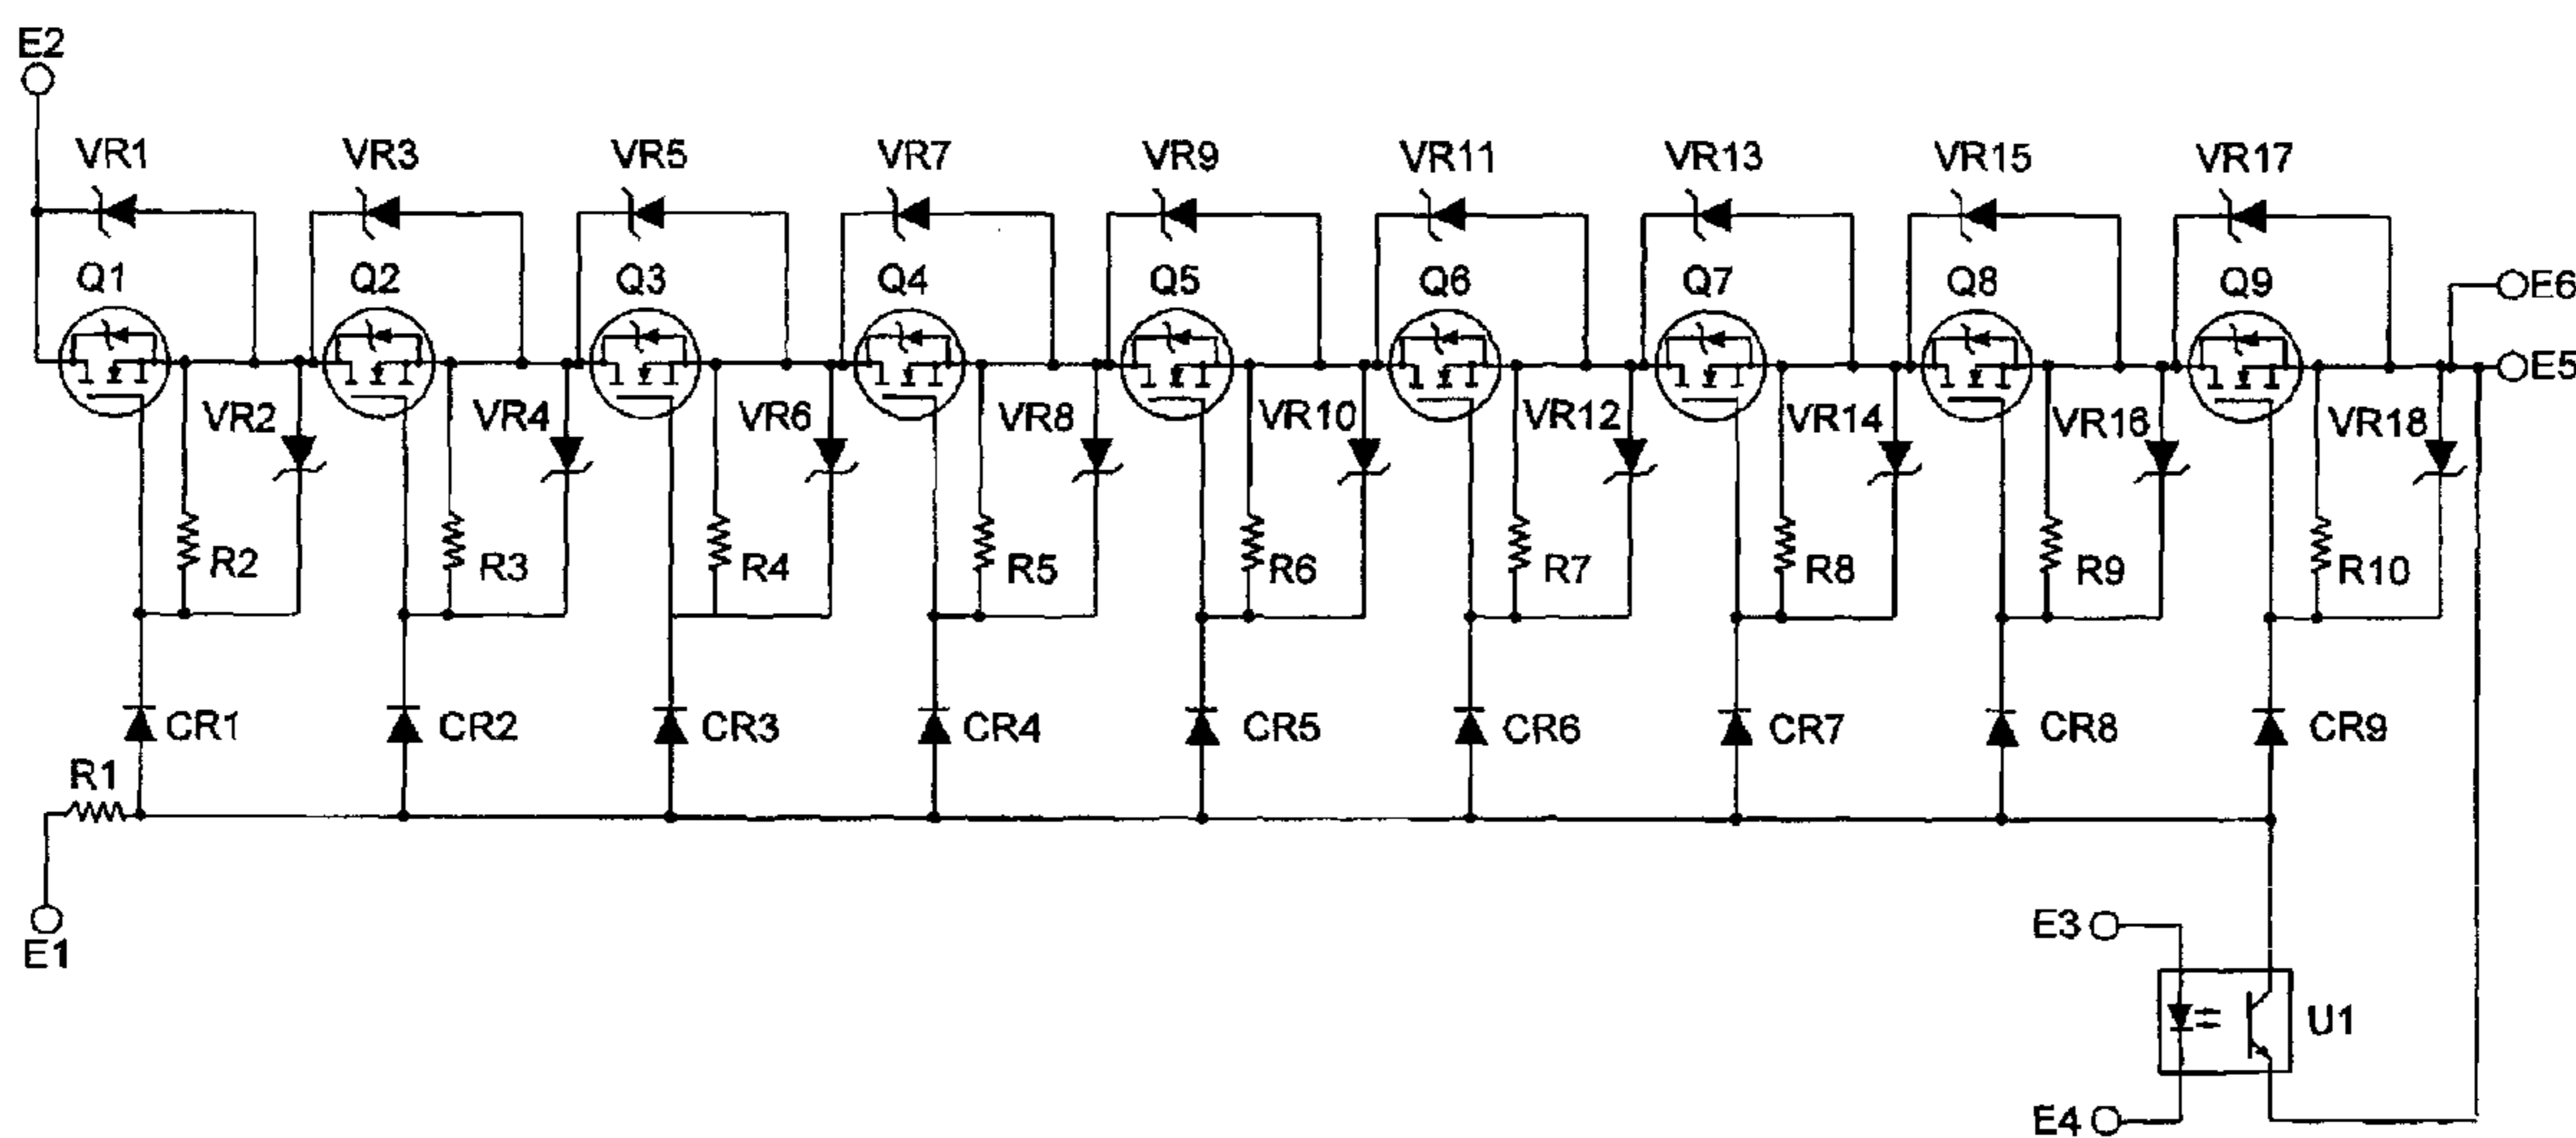 E2
VR1 VR3 VR5 VR7 VR9 VR11 VR13 VR15 VR17
Q1 Q2 Q3 Q4 Q5 Q6 Q7 Q8 Q9
E6
E5
VR2 VR4 VR6 VR8 VR10 VR12 VR14 VR16 VR18
R2 R3 R4 R5 R6 R7 R8 R9 R10
CR1 CR2 CR3 CR4 CR5 CR6 CR7 CR8 CR9
R1
E3
E1
U1
E4